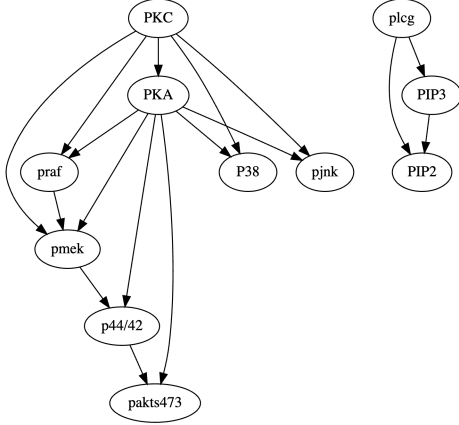 PKC
plcg
PKA
PIP3
praf
P38
pjnk
PIP2
pmek
p44/42
pakts473